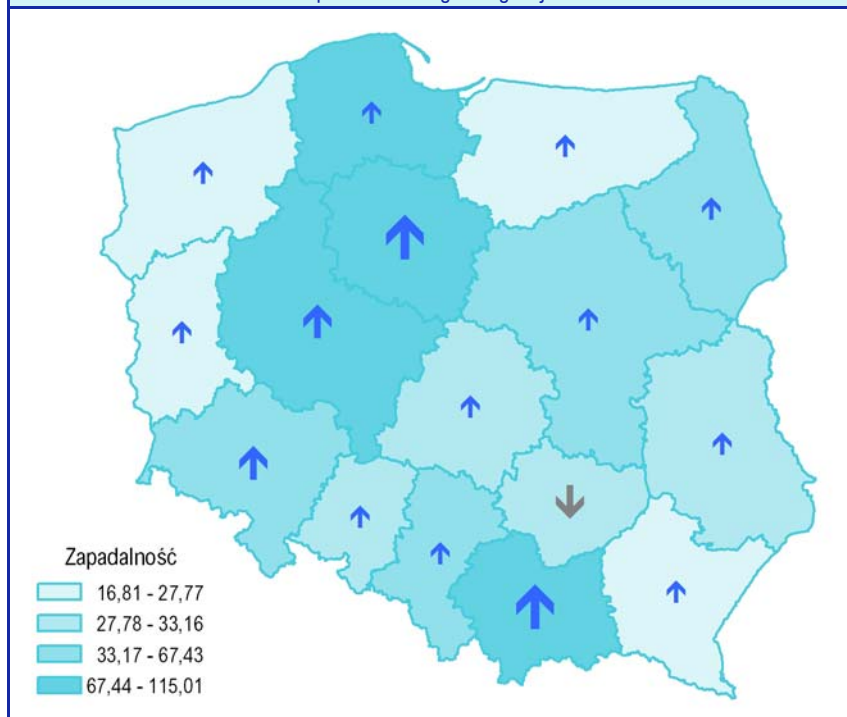 Zapadalność
16,81 - 27,77
27,78 - 33,16
33,17 - 67,43
67,44 - 115,01